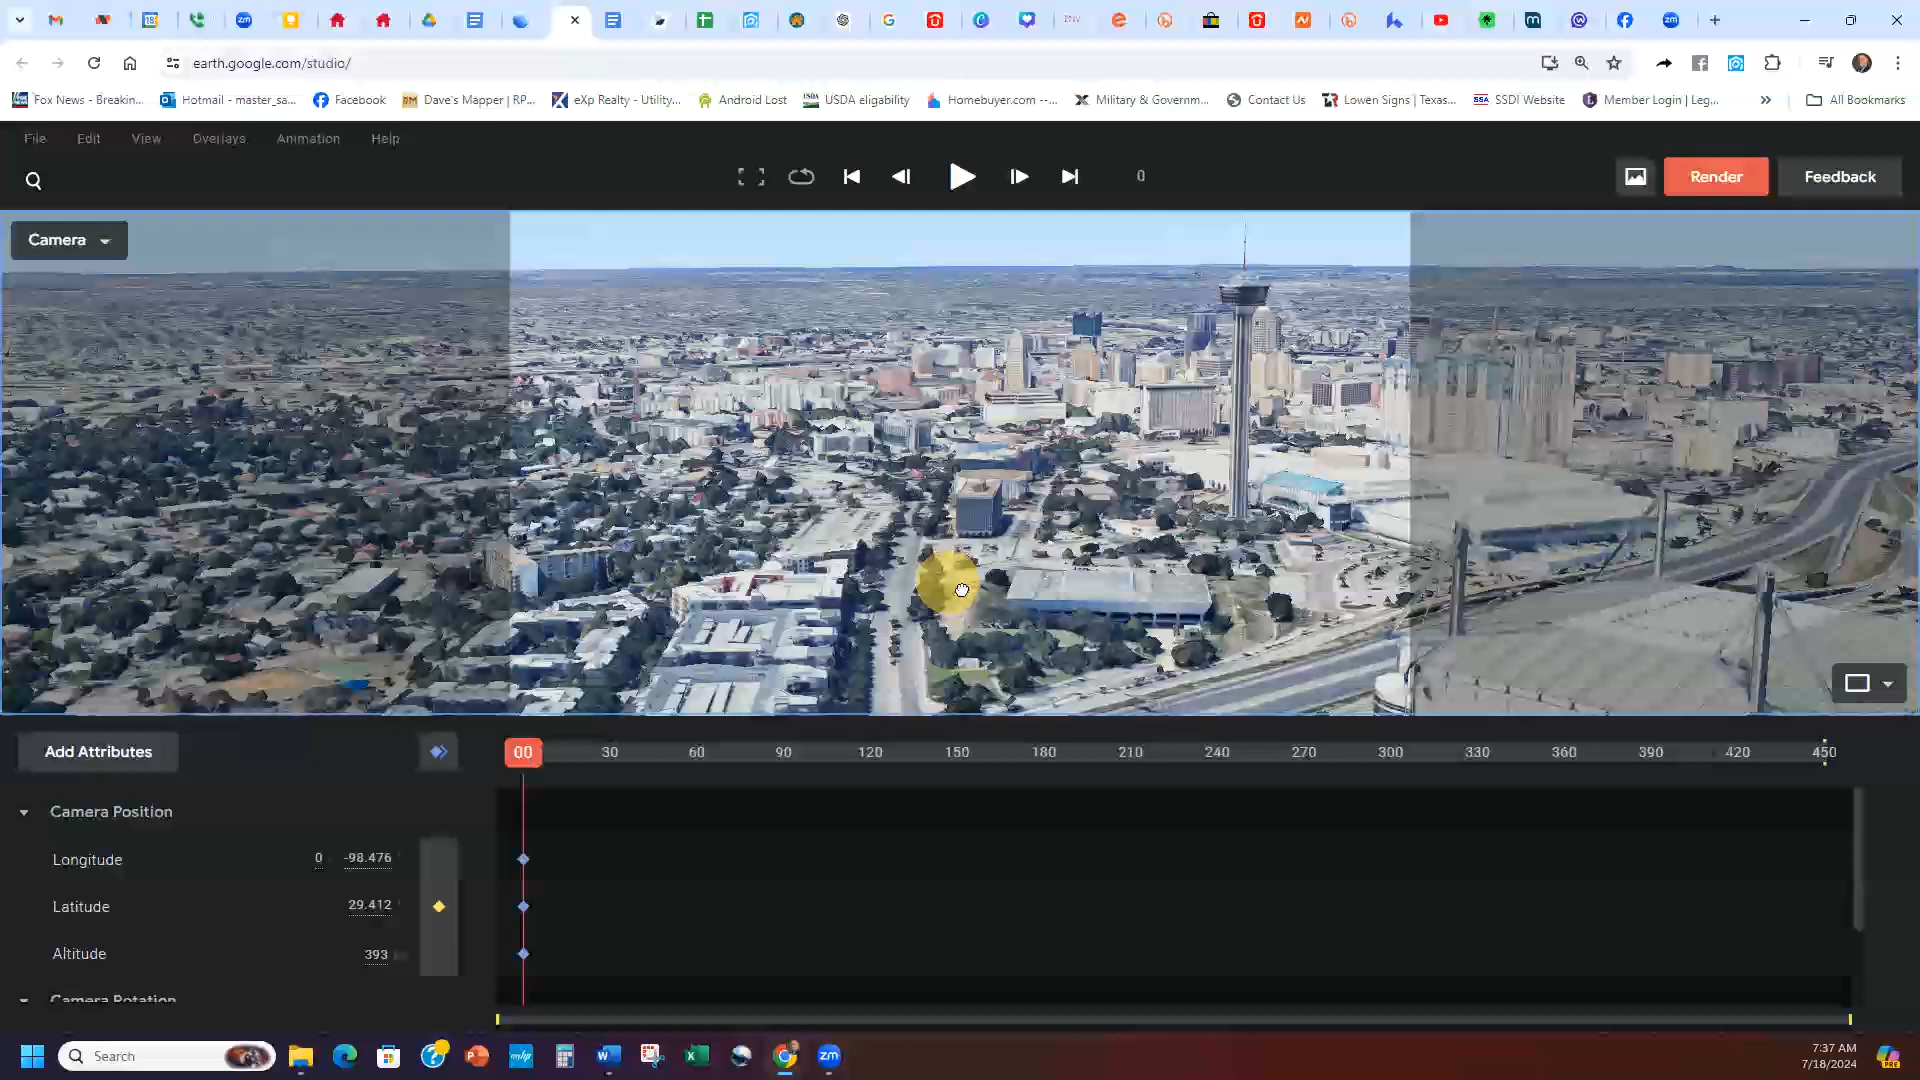 earth.google.com/studio/
Fox News - Breakin...
Hotmail - master_sa...
Facebook
Dave's Mapper | RP...
eXp Realty - Utility...
Android Lost
USDA eligibility
Homebuyer.com --...
Military & Governm...
Contact Us
Lowen Signs | Texas...
SSA
SSDI Website
Member Login | Leg...
All Bookmarks
File
Edit
View
Overlays
Animation
Help
0
Render
Feedback
Camera
Add Attributes
00 30 60 90 120 150 180 210 240 270 300 330 360 390 420 450
Camera Position
Longitude 0 -98.476
Latitude 29.412
Altitude 393
Camera Rotation
Search
7:37 AM
7/18/2024